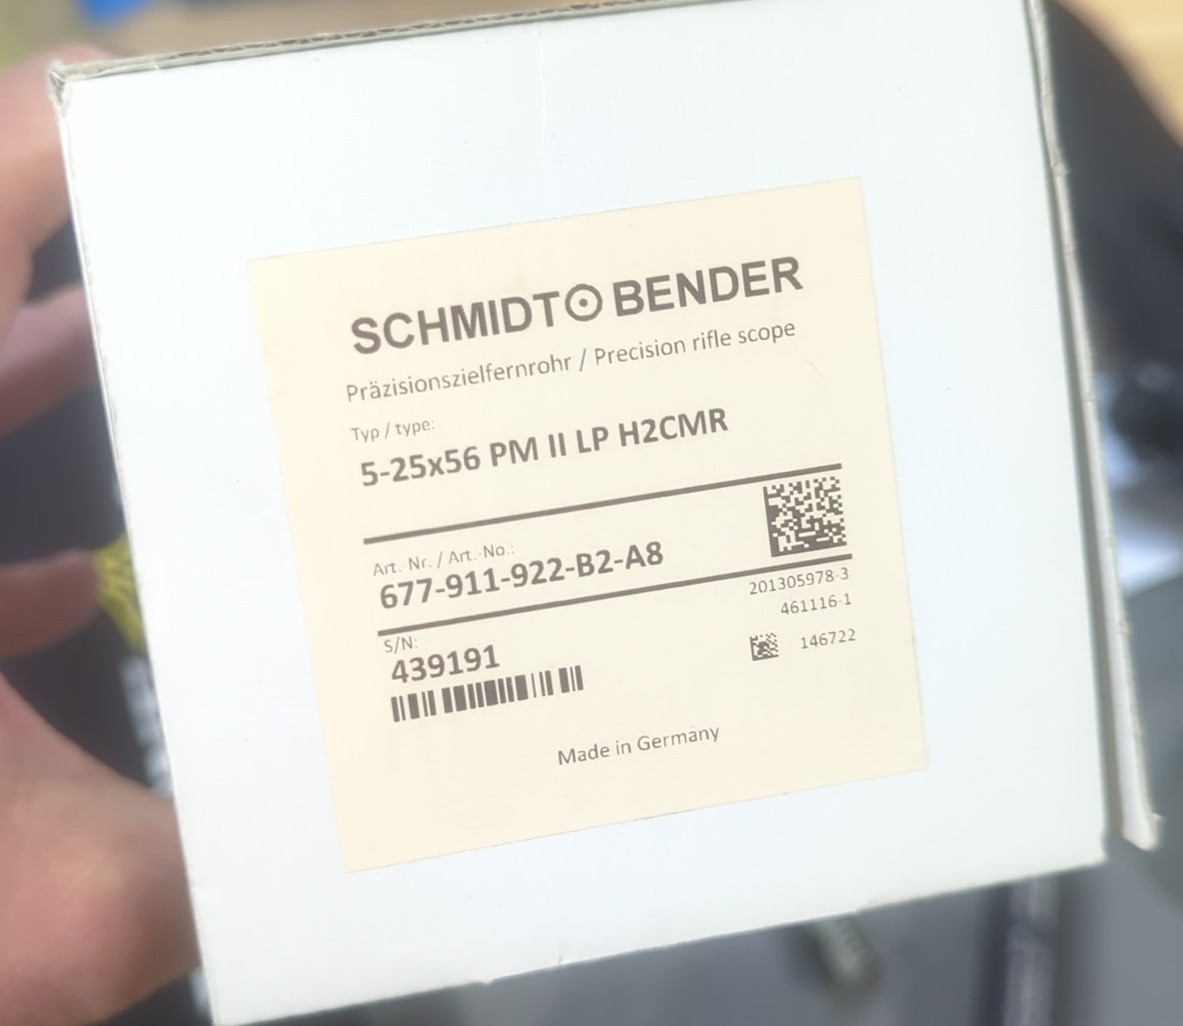 SCHMIDT BENDER
Präzisionszielfernrohr / Precision rifle scope
Typ / type:
5-25x56 PM II LP H2CMR
Art. Nr. / Art.-No.:
677-911-922-B2-A8
201305978-3
461116-1
S/N:
439191
146722
Made in Germany